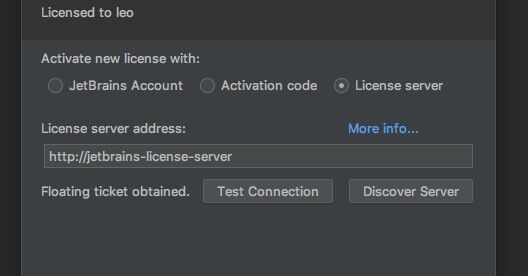 Licensed to leo
Activate new license with:
JetBrains Account Activation code License server
License server address: More info...
http://jetbrains-license-server
Floating ticket obtained. Test Connection Discover Server